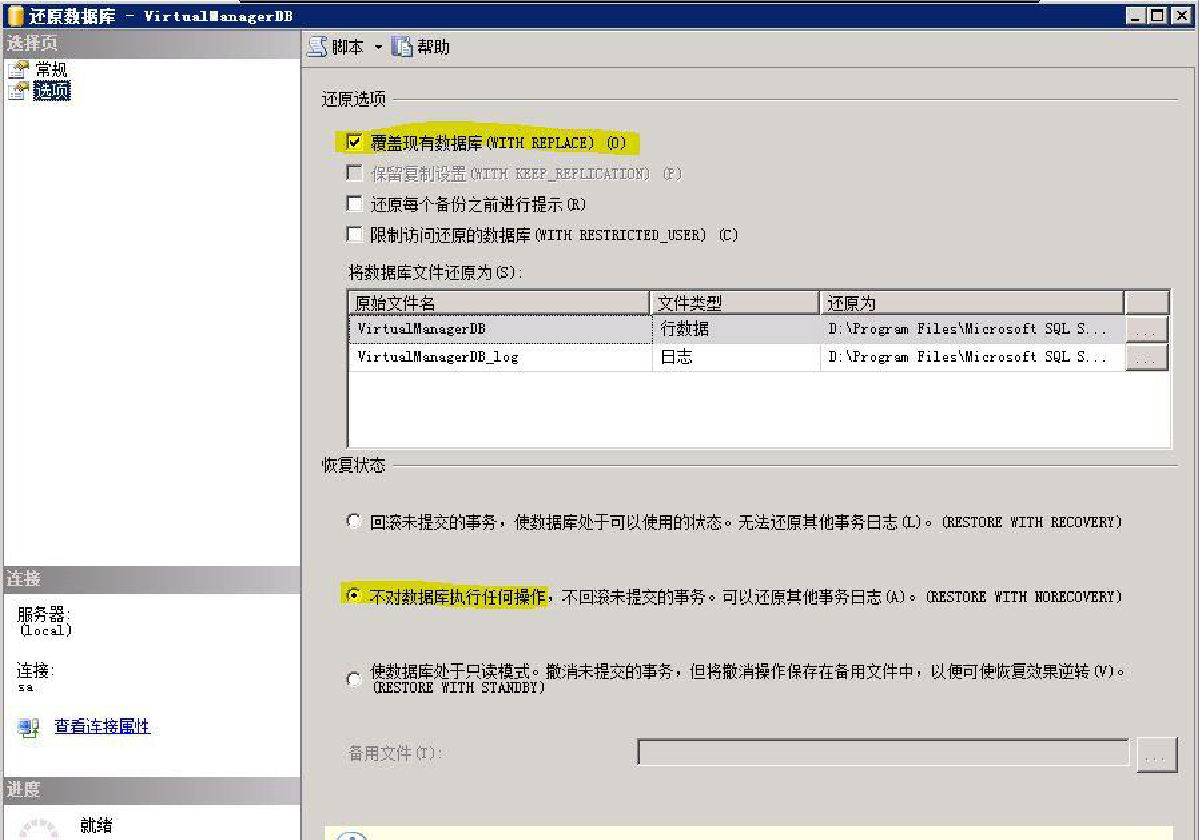 还原数据库 - VirtualManagerDB
选择页
常规
选项
脚本 帮助
还原选项
覆盖现有数据库(WITH REPLACE) (O)
保留复制设置(WITH KEEP_REPLICATION) (P)
还原每个备份之前进行提示(R)
限制访问还原的数据库(WITH RESTRICTED_USER) (C)
将数据库文件还原为(S):
原始文件名 文件类型 还原为
VirtualManagerDB 行数据 D:\Program Files\Microsoft SQL S... ...
VirtualManagerDB_log 日志 D:\Program Files\Microsoft SQL S... ...
恢复状态
回滚未提交的事务，使数据库处于可以使用的状态。无法还原其他事务日志(L)。(RESTORE WITH RECOVERY)
不对数据库执行任何操作，不回滚未提交的事务。可以还原其他事务日志(A)。(RESTORE WITH NORECOVERY)
使数据库处于只读模式。撤消未提交的事务，但将撤消操作保存在备用文件中，以便可使恢复效果逆转(V)。
(RESTORE WITH STANDBY)
备用文件(T): ...
连接
服务器:
(local)
连接:
sa
查看连接属性
进度
就绪